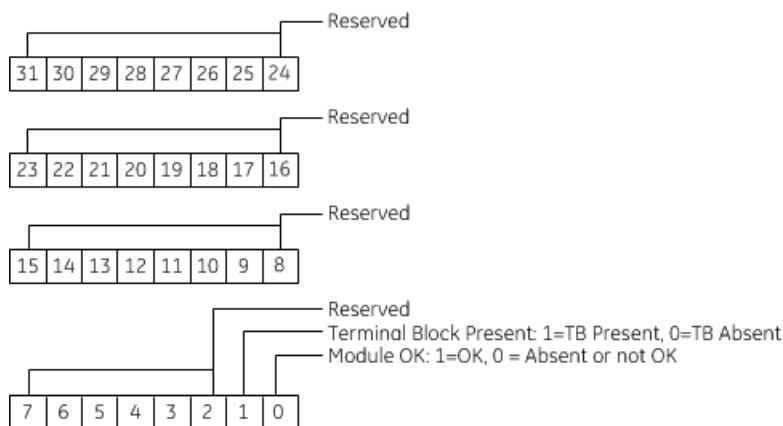 Reserved
31 30 29 28 27 26 25 24
Reserved
23 22 21 20 19 18 17 16
Reserved
15 14 13 12 11 10 9 8
Reserved
Terminal Block Present: 1=TB Present, 0=TB Absent
Module OK: 1=OK, 0 = Absent or not OK
7 6 5 4 3 2 1 0